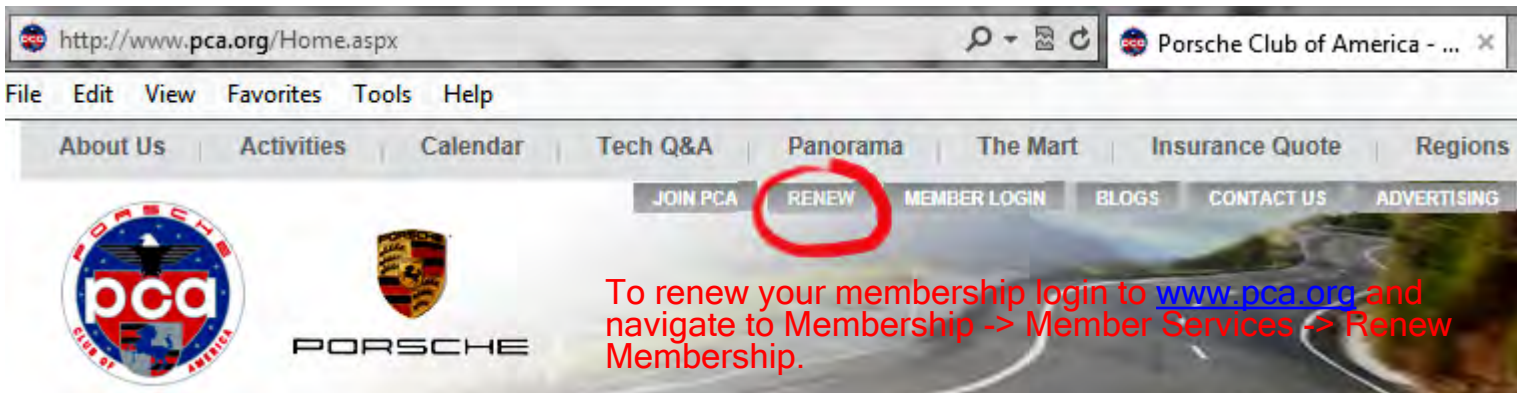 http://www.pca.org/Home.aspx
Porsche Club of America - ...
File Edit View Favorites Tools Help
About Us Activities Calendar Tech Q&A Panorama The Mart Insurance Quote Regions
JOIN PCA RENEW MEMBER LOGIN BLOGS CONTACT US ADVERTISING
PORSCHE
pca
CLUB OF AMERICA
PORSCHE
PORSCHE
To renew your membership login to www.pca.org and
navigate to Membership -> Member Services -> Renew
Membership.